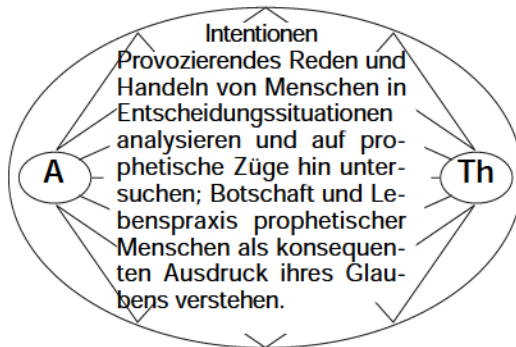 Intentionen
Provozierendes Reden und
Handeln von Menschen in
Entscheidungssituationen
analysieren und auf pro-
phetische Züge hin unter-
suchen; Botschaft und Le-
benspraxis prophetischer
Menschen als konsequen-
ten Ausdruck ihres Glau-
bens verstehen.
A
Th